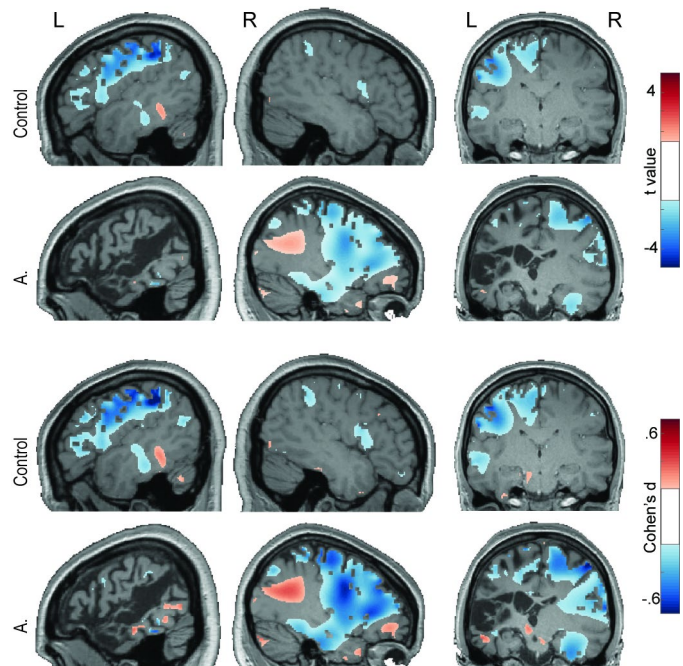 L
R
L
R
Control
4
t value
-4
A.
Control
.6
Cohen's d
-.6
A.